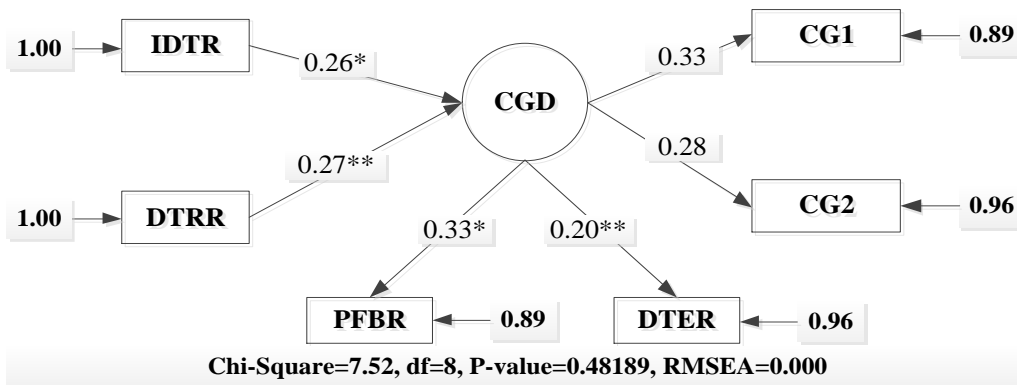 1.00
IDTR
0.26*
CGD
0.33
CG1
0.89
1.00
DTRR
0.27**
0.28
CG2
0.96
0.33*
0.20**
PFBR
0.89
DTER
0.96
Chi-Square=7.52, df=8, P-value=0.48189, RMSEA=0.000